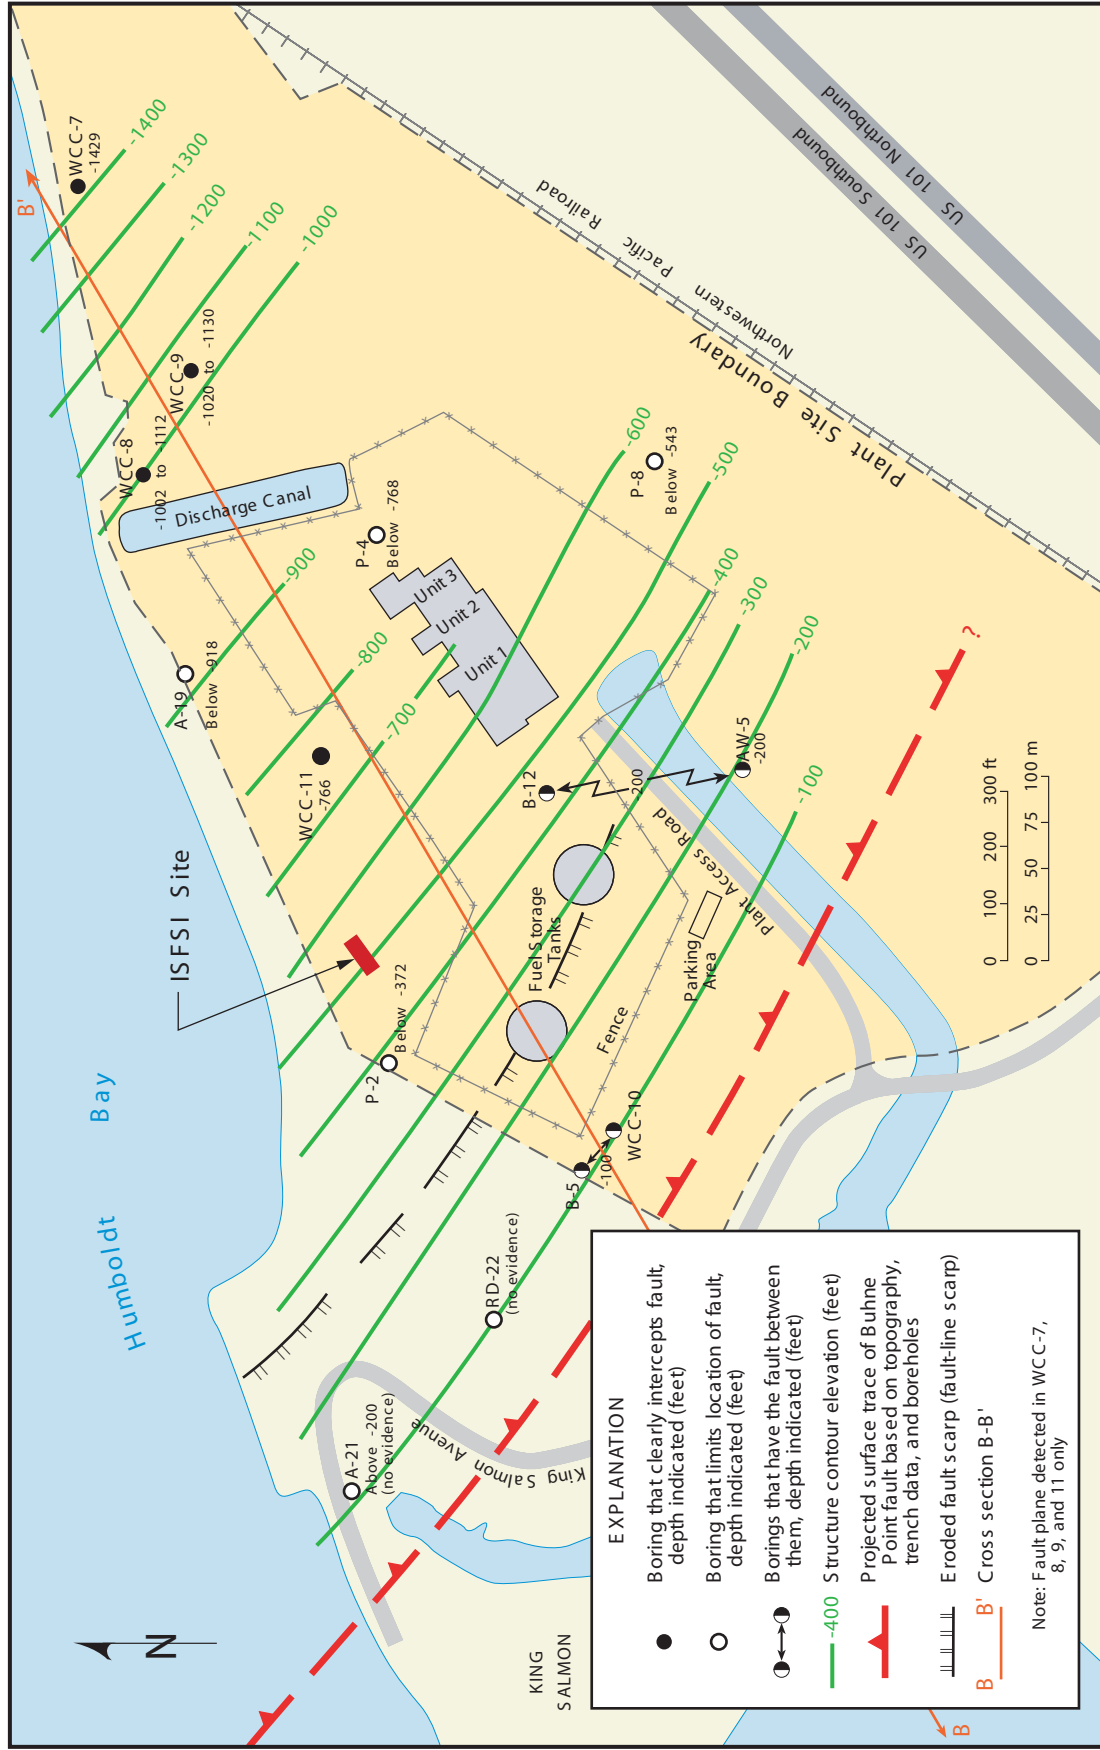 Humboldt Bay
ISFSI Site
B'
WCC-7
-1429
-1400
-1300
-1200
-1100
-1000
WCC-9
-1020 to -1130
WCC-8
-1002 to -1112
Discharge Canal
-900
A-19
Below -918
P-4
Below -768
-800
WCC-11
-766
-700
Unit 3
Unit 2
Unit 1
-600
P-8
Below -543
-500
-400
-300
-200
-100
B-12
-200
AW-5
-200
P-2
Below -372
Fuel Storage
Tanks
Fence
Parking
Area
Plant Access Road
Plant Site Boundary
Northwestern Pacific Railroad
US 101 Southbound
US 101 Northbound
?
B-5
-100
WCC-10
RD-22
(no evidence)
A-21
Above -200
(no evidence)
King Salmon Avenue
KING
SALMON
N
0 100 200 300 ft
0 25 50 75 100 m
EXPLANATION
Boring that clearly intercepts fault,
depth indicated (feet)
Boring that limits location of fault,
depth indicated (feet)
Borings that have the fault between
them, depth indicated (feet)
-400 Structure contour elevation (feet)
Projected surface trace of Buhne
Point fault based on topography,
trench data, and boreholes
Eroded fault scarp (fault-line scarp)
B B' Cross section B-B'
Note: Fault plane detected in WCC-7,
8, 9, and 11 only
B